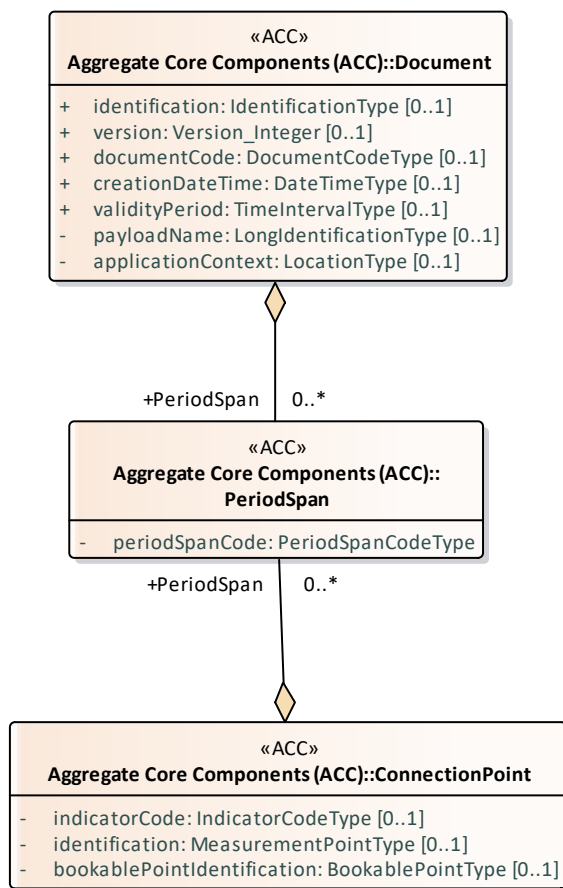 «ACC»
Aggregate Core Components (ACC)::Document
+ identification: IdentificationType [0..1]
+ version: Version_Integer [0..1]
+ documentCode: DocumentCodeType [0..1]
+ creationDateTime: DateTimeType [0..1]
+ validityPeriod: TimeIntervalType [0..1]
- payloadName: LongIdentificationType [0..1]
- applicationContext: LocationType [0..1]
+PeriodSpan 0..*
«ACC»
Aggregate Core Components (ACC)::
PeriodSpan
- periodSpanCode: PeriodSpanCodeType
+PeriodSpan 0..*
«ACC»
Aggregate Core Components (ACC)::ConnectionPoint
- indicatorCode: IndicatorCodeType [0..1]
- identification: MeasurementPointType [0..1]
- bookablePointIdentification: BookablePointType [0..1]